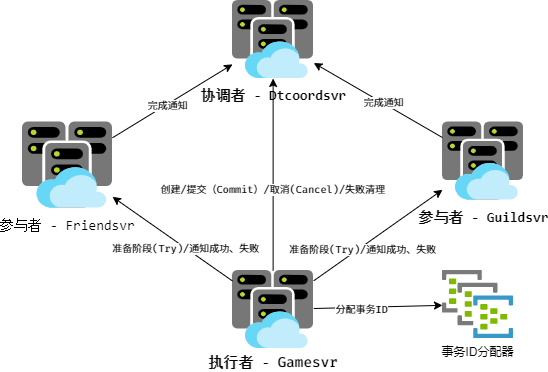 协调者 - Dtcoordsvr
完成通知
完成通知
创建/提交（Commit）/取消(Cancel)/失败清理
参与者 - Friendsvr
参与者 - Guildsvr
准备阶段(Try)/通知成功、失败
准备阶段(Try)/通知成功、失败
分配事务ID
事务ID分配器
执行者 - Gamesvr